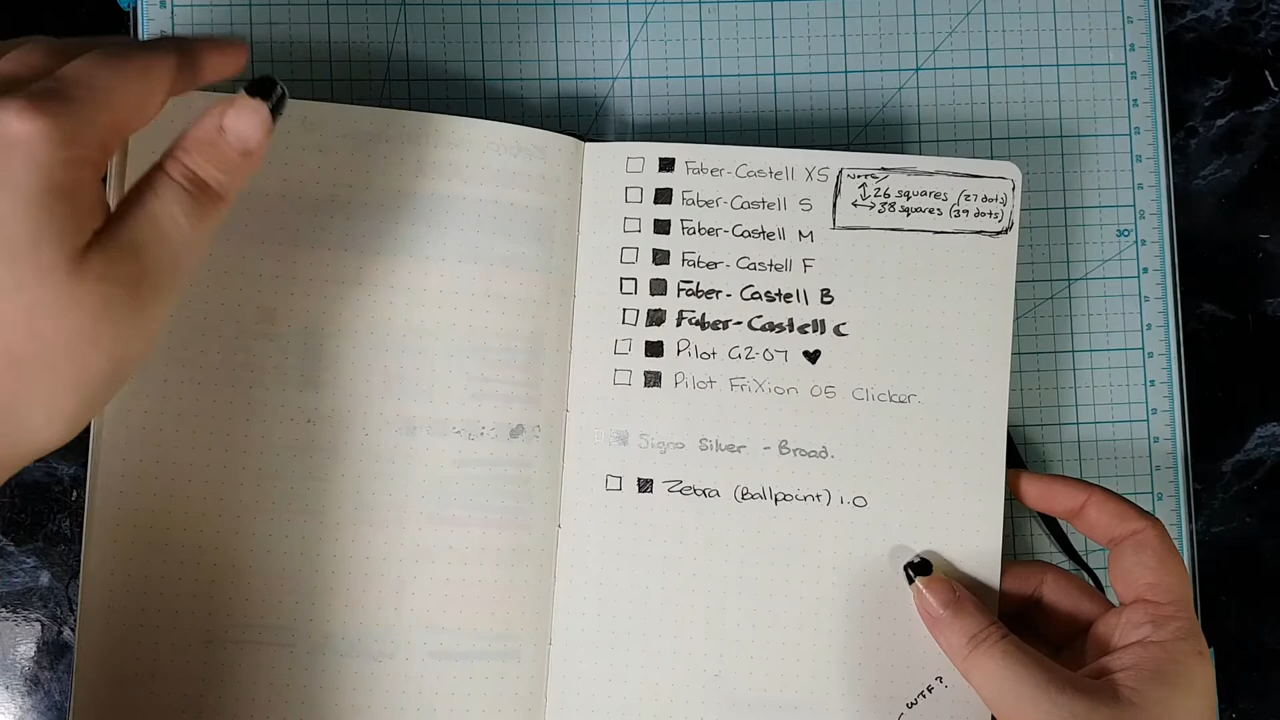 Faber-Castell XS
NOTE/
↕ 26 squares (27 dots)
↔ 38 squares (39 dots)
Faber-Castell S
Faber-Castell M
Faber-Castell F
Faber-Castell B
Faber-Castell C
Pilot G2-07 ♥
Pilot FriXion 05 Clicker.
Signo Silver - Broad.
Zebra (Ballpoint) 1.0
WTF?